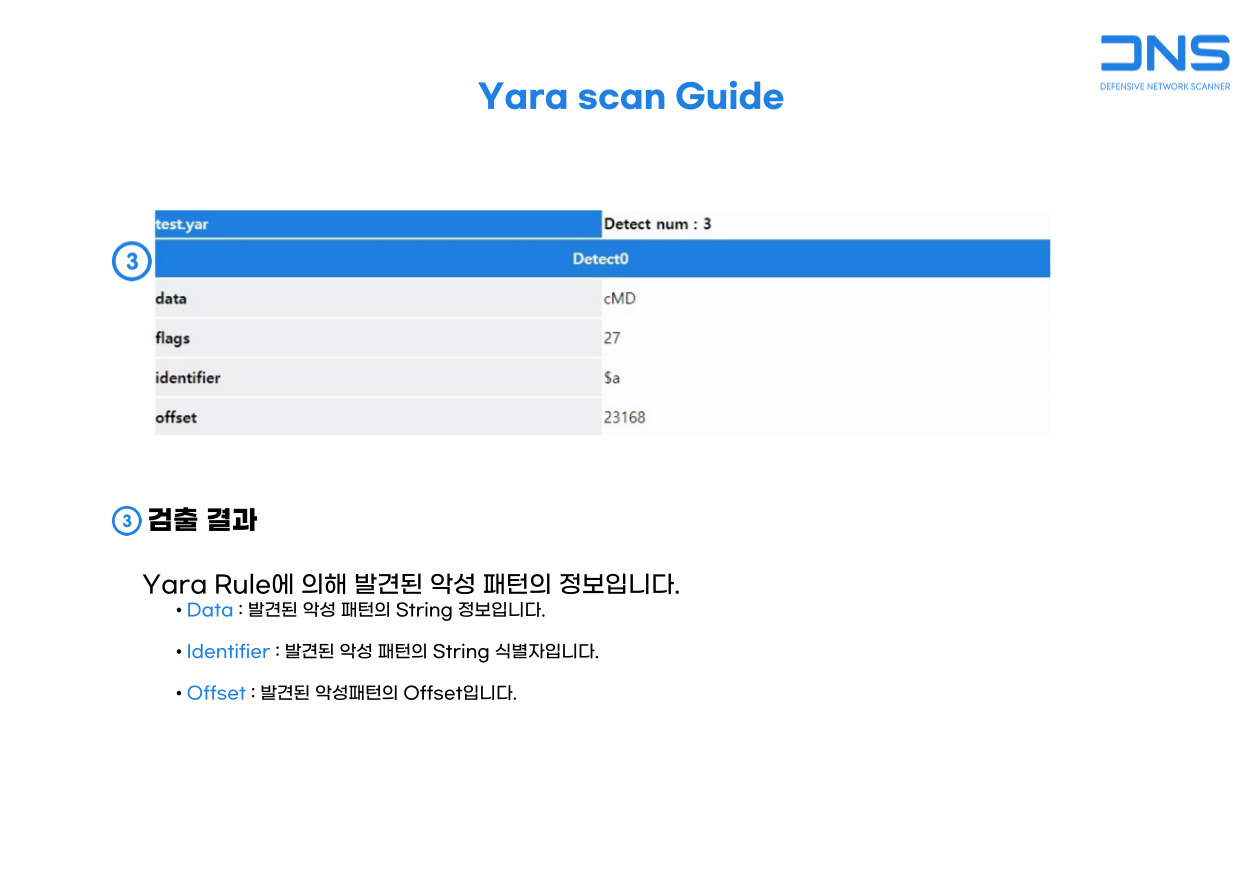 DNS
DEFENSIVE NETWORK SCANNER
Yara scan Guide
test.yar Detect num : 3
3 Detect0
data cMD
flags 27
identifier $a
offset 23168
3 검출 결과
Yara Rule에 의해 발견된 악성 패턴의 정보입니다.
• Data : 발견된 악성 패턴의 String 정보입니다.
• Identifier : 발견된 악성 패턴의 String 식별자입니다.
• Offset : 발견된 악성패턴의 Offset입니다.